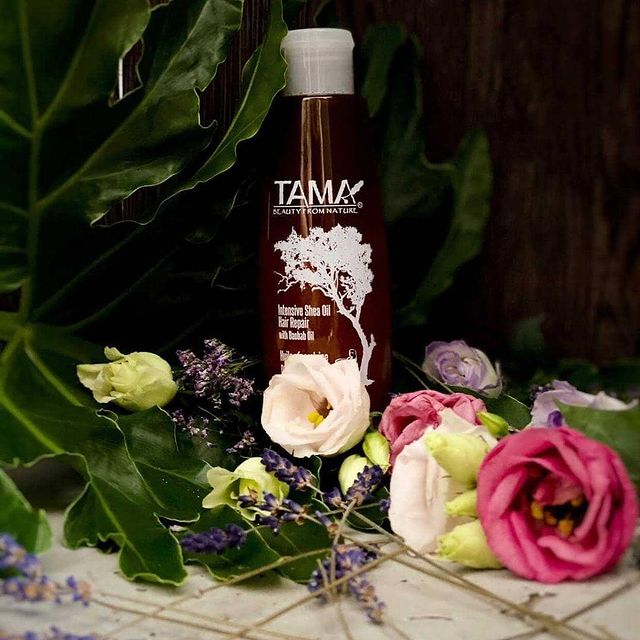 TAMA
®
BEAUTY FROM NATURE
Intensive Shea Oil
Hair Repair
with Baobab Oil